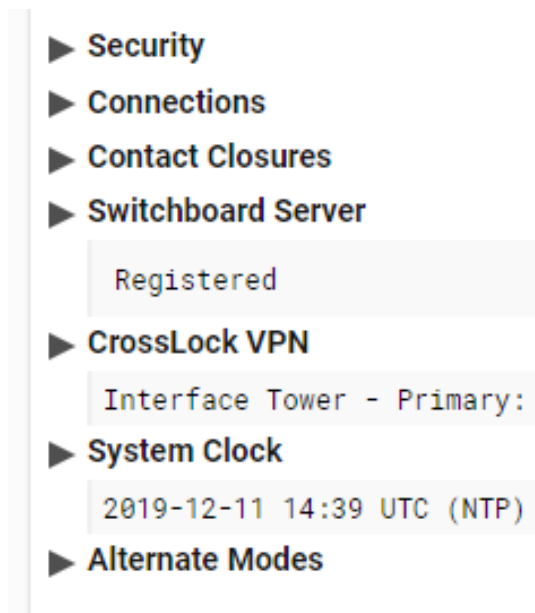 Security
Connections
Contact Closures
Switchboard Server
Registered
CrossLock VPN
Interface Tower - Primary:
System Clock
2019-12-11 14:39 UTC (NTP)
Alternate Modes